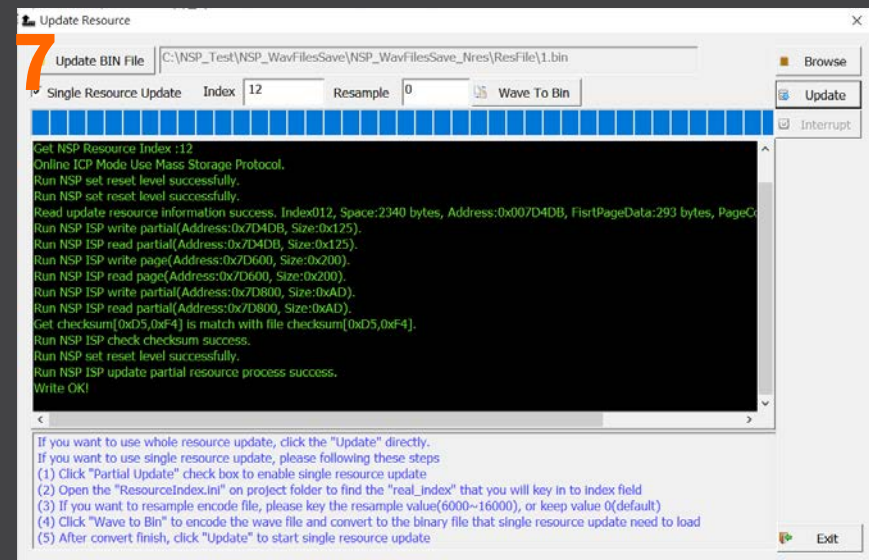 Update Resource
7
Update BIN File C:\NSP_Test\NSP_WavFilesSave\NSP_WavFilesSave_Nres\ResFile\1.bin Browse
Single Resource Update Index 12 Resample 0 Wave To Bin Update
Interrupt
Get NSP Resource Index :12
Online ICP Mode Use Mass Storage Protocol.
Run NSP set reset level successfully.
Run NSP set reset level successfully.
Read update resource information success. Index012, Space:2340 bytes, Address:0x007D4DB, FisrtPageData:293 bytes, PageCo
Run NSP ISP write partial(Address:0x7D4DB, Size:0x125).
Run NSP ISP read partial(Address:0x7D4DB, Size:0x125).
Run NSP ISP write page(Address:0x7D600, Size:0x200).
Run NSP ISP read page(Address:0x7D600, Size:0x200).
Run NSP ISP write partial(Address:0x7D800, Size:0xAD).
Run NSP ISP read partial(Address:0x7D800, Size:0xAD).
Get checksum[0xD5,0xF4] is match with file checksum[0xD5,0xF4].
Run NSP ISP check checksum success.
Run NSP set reset level successfully.
Run NSP ISP update partial resource process success.
Write OK!
If you want to use whole resource update, click the "Update" directly.
If you want to use single resource update, please following these steps
(1) Click "Partial Update" check box to enable single resource update
(2) Open the "ResourceIndex.ini" on project folder to find the "real_index" that you will key in to index field
(3) If you want to resample encode file, please key the resample value(6000~16000), or keep value 0(default)
(4) Click "Wave to Bin" to encode the wave file and convert to the binary file that single resource update need to load
(5) After convert finish, click "Update" to start single resource update
Exit